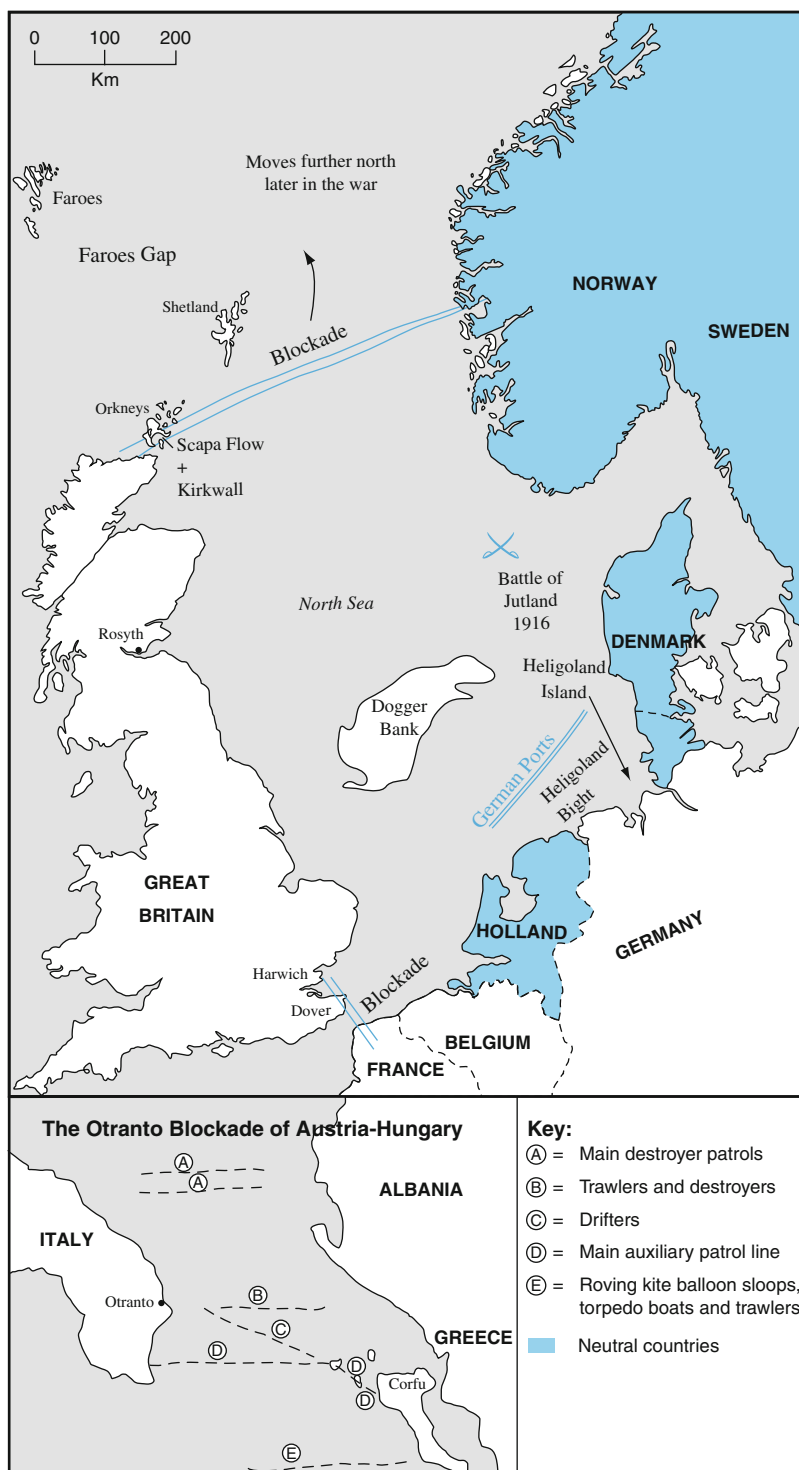 0 100 200
Km
Moves further north
later in the war
Faroes
Faroes Gap
Shetland
Blockade
NORWAY
SWEDEN
Orkneys
Scapa Flow
+
Kirkwall
North Sea
Battle of
Jutland
1916
Rosyth
DENMARK
Heligoland
Island
Dogger
Bank
German Ports
Heligoland
Bight
GREAT
BRITAIN
HOLLAND
GERMANY
Harwich
Dover
Blockade
BELGIUM
FRANCE
The Otranto Blockade of Austria-Hungary
A
A
ALBANIA
ITALY
Otranto
B
C
D
D
D
GREECE
Corfu
E
Key:
A = Main destroyer patrols
B = Trawlers and destroyers
C = Drifters
D = Main auxiliary patrol line
E = Roving kite balloon sloops,
torpedo boats and trawlers
Neutral countries